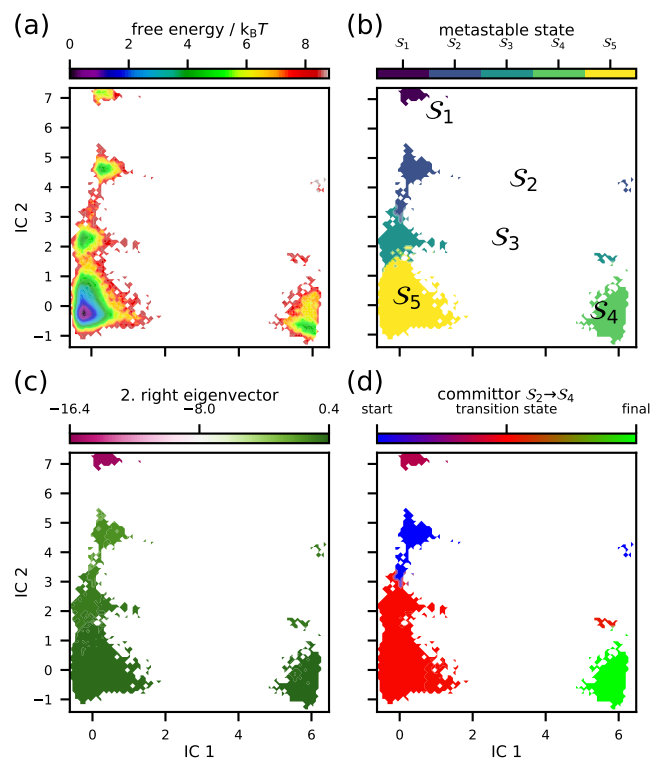 (a)
free energy / k_BT
0 2 4 6 8
7
6
5
4
3
2
1
0
−1
IC 2
(b)
metastable state
𝒮₁ 𝒮₂ 𝒮₃ 𝒮₄ 𝒮₅
𝒮₁
𝒮₂
𝒮₃
𝒮₅
𝒮₄
(c)
2. right eigenvector
−16.4 −8.0 0.4
7
6
5
4
3
2
1
0
−1
IC 2
0 2 4 6
IC 1
(d)
committor 𝒮₂→𝒮₄
start transition state final
0 2 4 6
IC 1